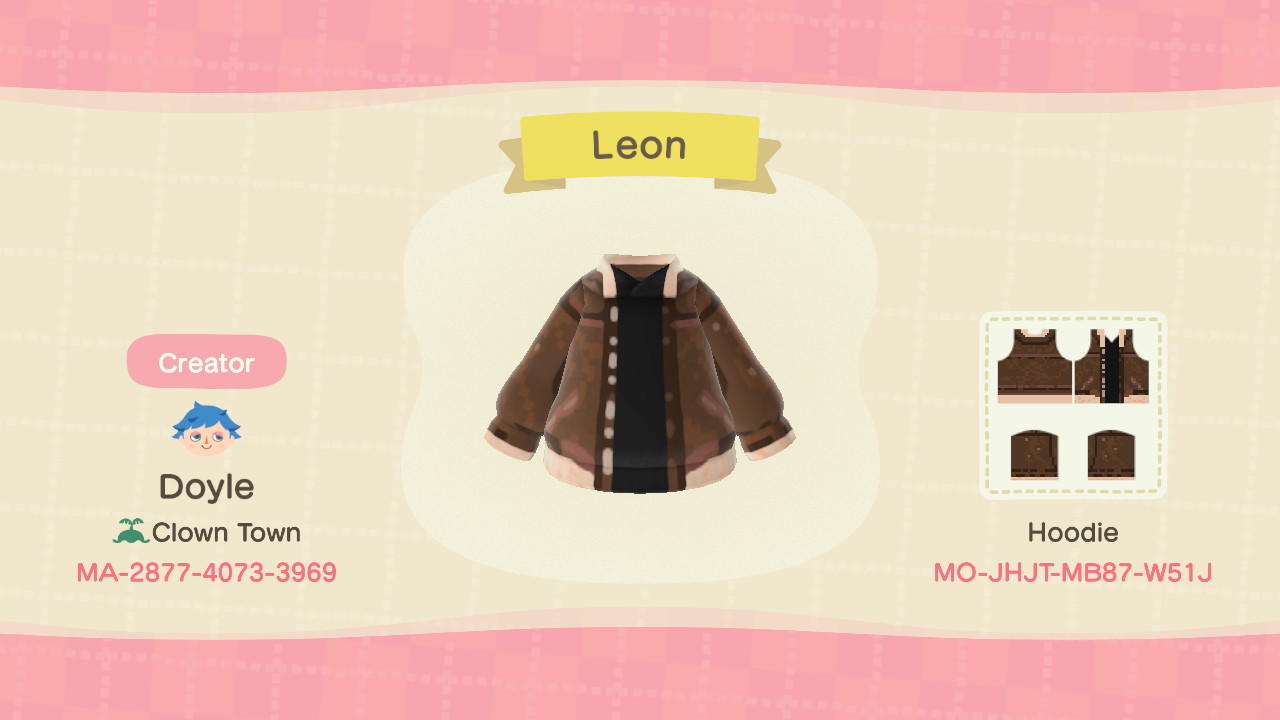 Leon
Creator
Doyle
Clown Town
MA-2877-4073-3969
Hoodie
MO-JHJT-MB87-W51J